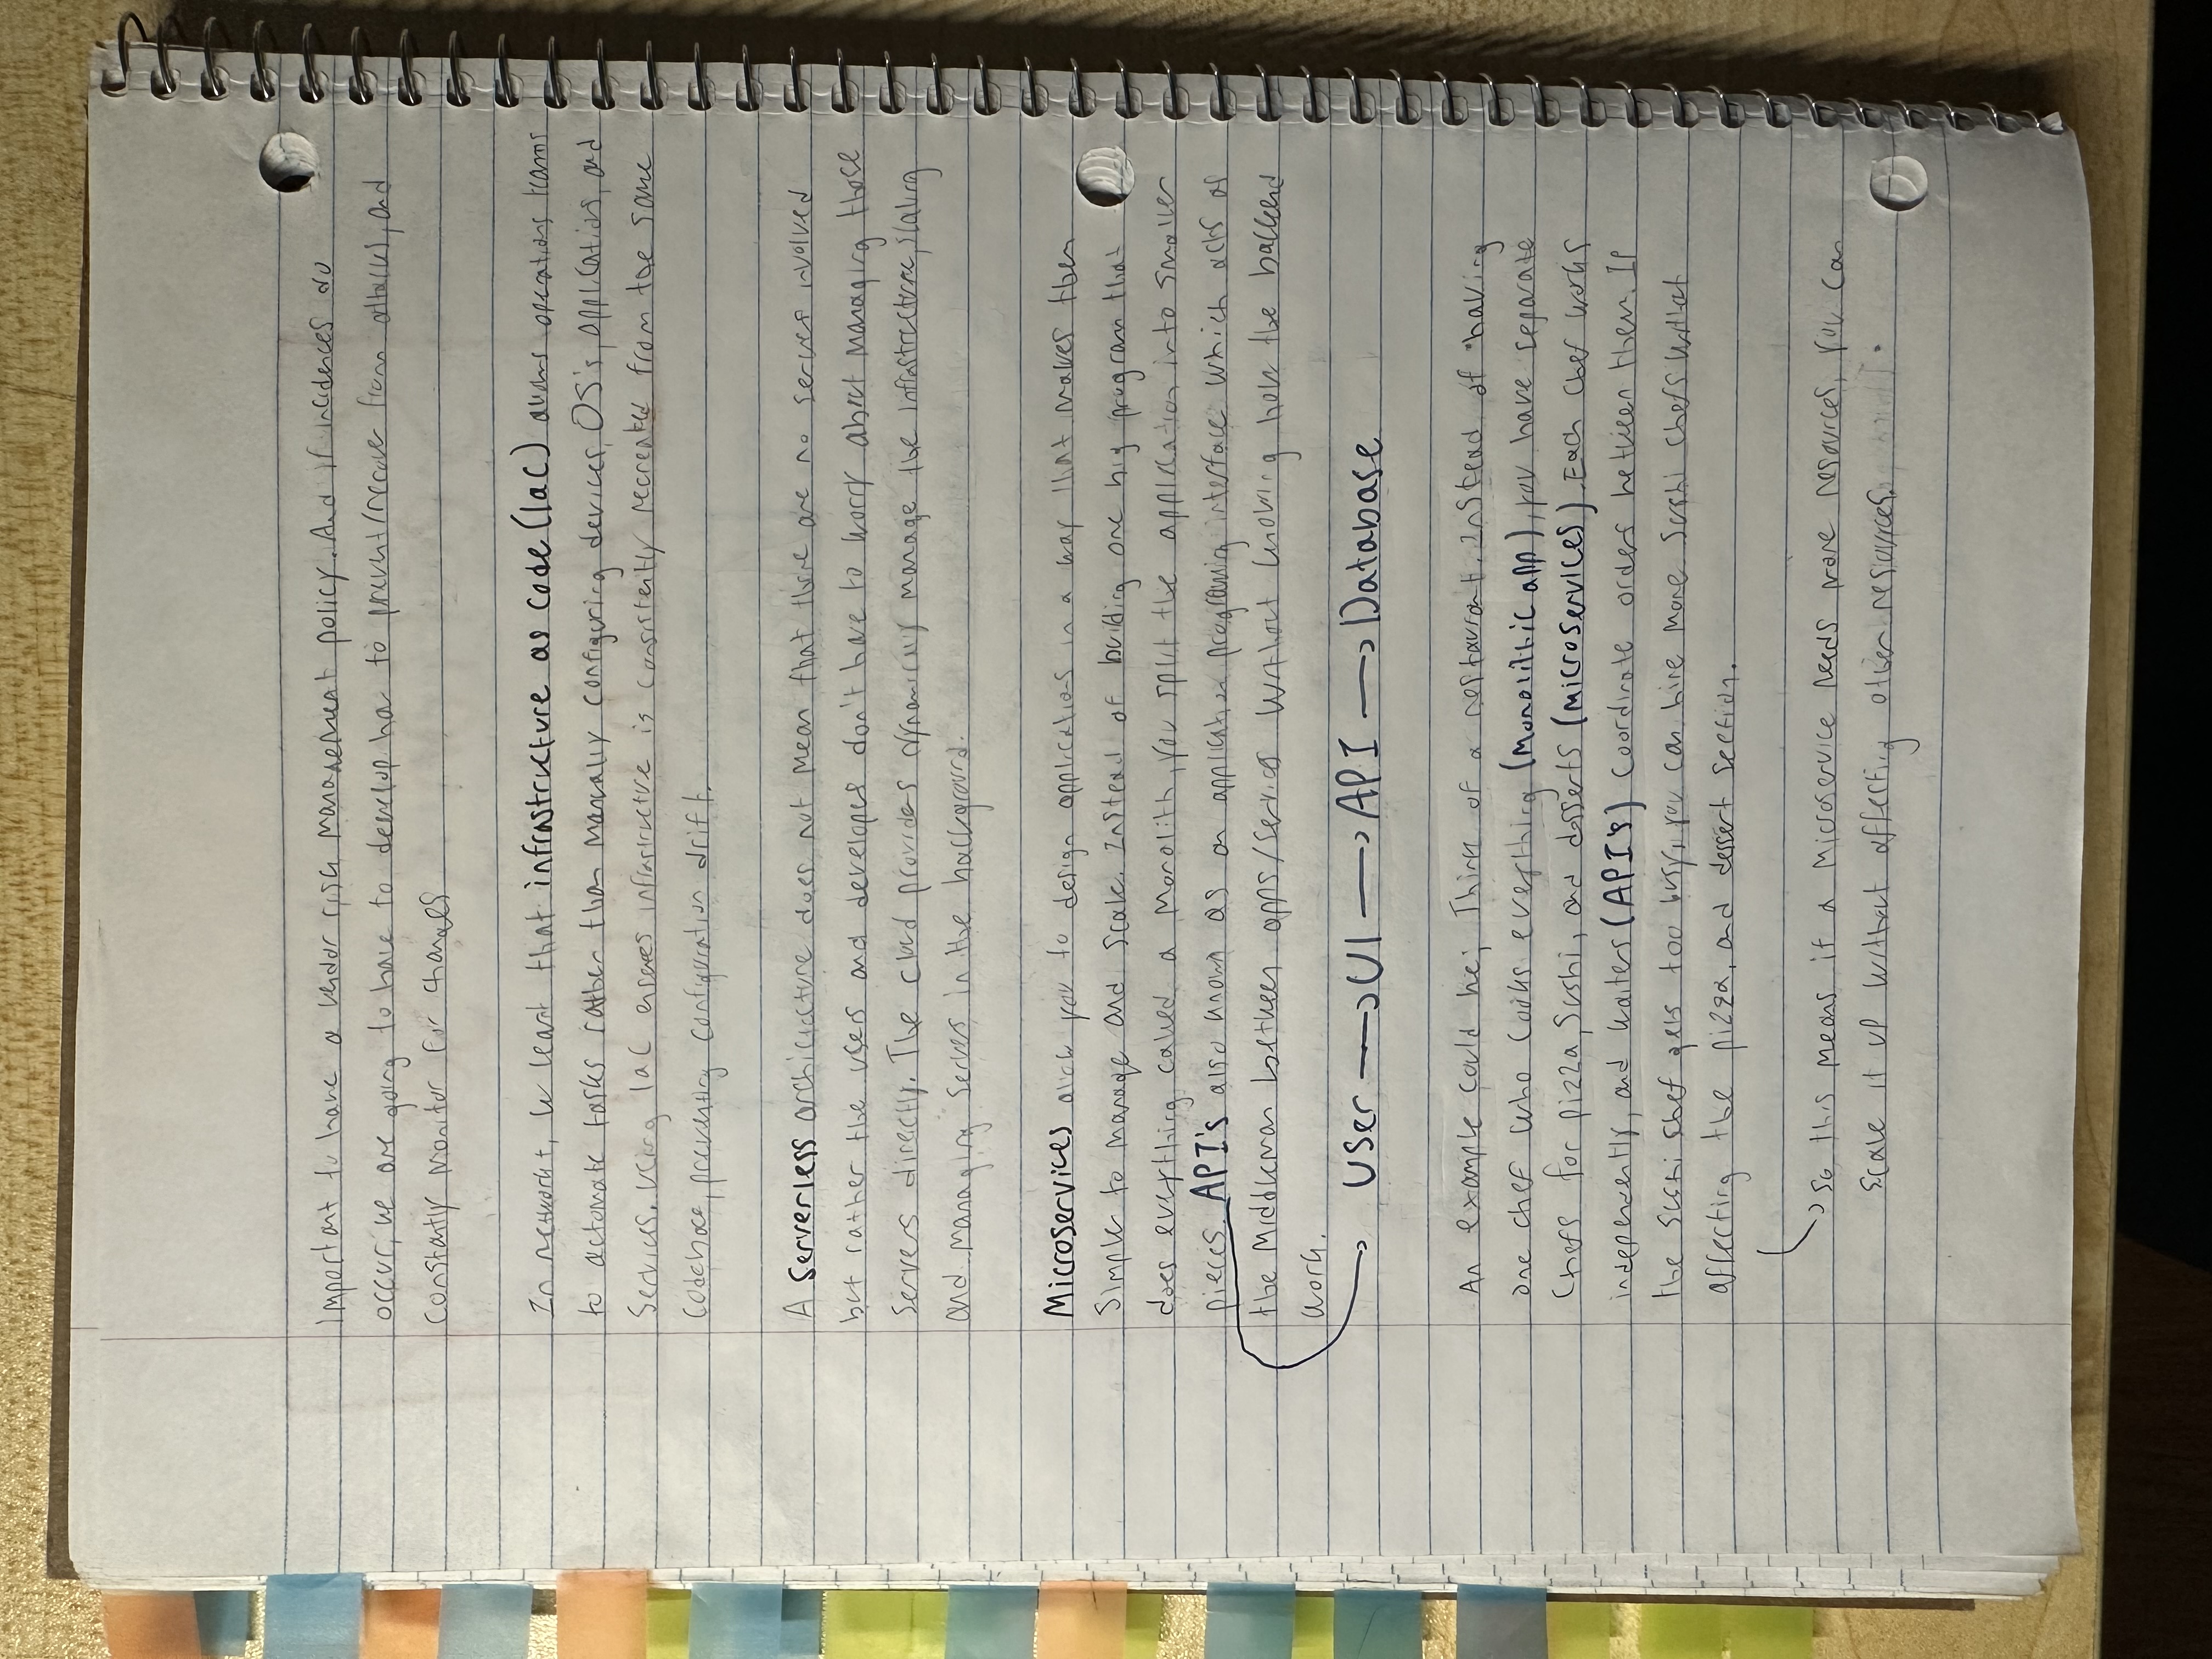 Important to have a vendor risk management policy. And if incidences do
occur, we are going to have to develop how to prevent/recover from attacks, and
constantly monitor for changes
In network+, we learnt that infrastructure as code (IaC) allows operations teams
to automate tasks rather than manually configuring devices, OS's, applications, and
services. Using IaC ensures infrastructure is consistently recreated from the same
codebase, preventing configuration drift.
A serverless architecture does not mean that there are no servers involved
but rather the users and developers don't have to worry about managing those
servers directly. The cloud providers dynamically manage the infrastructure, scaling
and managing servers in the background.
Microservices allow you to design applications in a way that makes them
simple to manage and scale. Instead of building one big program that
does everything called a Monolith, you split the application into smaller
pieces. API's also known as an application programing interface which acts as
the middleman between apps/services without knowing how the backend
work.
User → UI → API → Database
An example could be; Think of a restaurant. Instead of having
one chef who cooks everything (Monolithic app), you have separate
chefs for pizza, sushi, and desserts (microservices). Each chef works
independently, and waiters (API's) coordinate orders between them. If
the sushi chef gets too busy, you can hire more sushi chefs without
affecting the pizza, and dessert section.
→ So this means if a microservice needs more resources, you can
scale it up without affecting other resources.